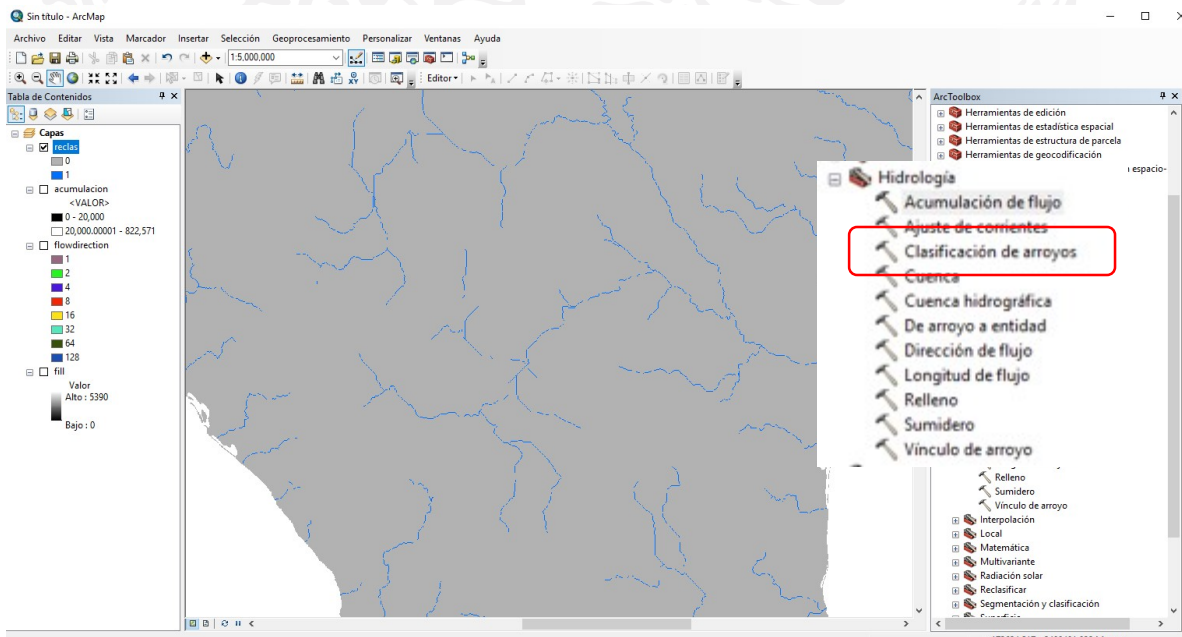 Sin título - ArcMap
Archivo Editar Vista Marcador Insertar Selección Geoprocesamiento Personalizar Ventanas Ayuda
1:5,000,000
Editor
Tabla de Contenidos
Capas
reclas
0
1
acumulacion
<VALOR>
0 - 20,000
20,000.00001 - 822,571
flowdirection
1
2
4
8
16
32
64
128
fill
Valor
Alto : 5390
Bajo : 0
ArcToolbox
Herramientas de edición
Herramientas de estadística espacial
Herramientas de estructura de parcela
Herramientas de geocodificación
espacio-
Hidrología
Acumulación de flujo
Ajuste de corrientes
Clasificación de arroyos
Cuenca
Cuenca hidrográfica
De arroyo a entidad
Dirección de flujo
Longitud de flujo
Relleno
Sumidero
Vínculo de arroyo
Relleno
Sumidero
Vínculo de arroyo
Interpolación
Local
Matemática
Multivariante
Radiación solar
Reclasificar
Segmentación y clasificación